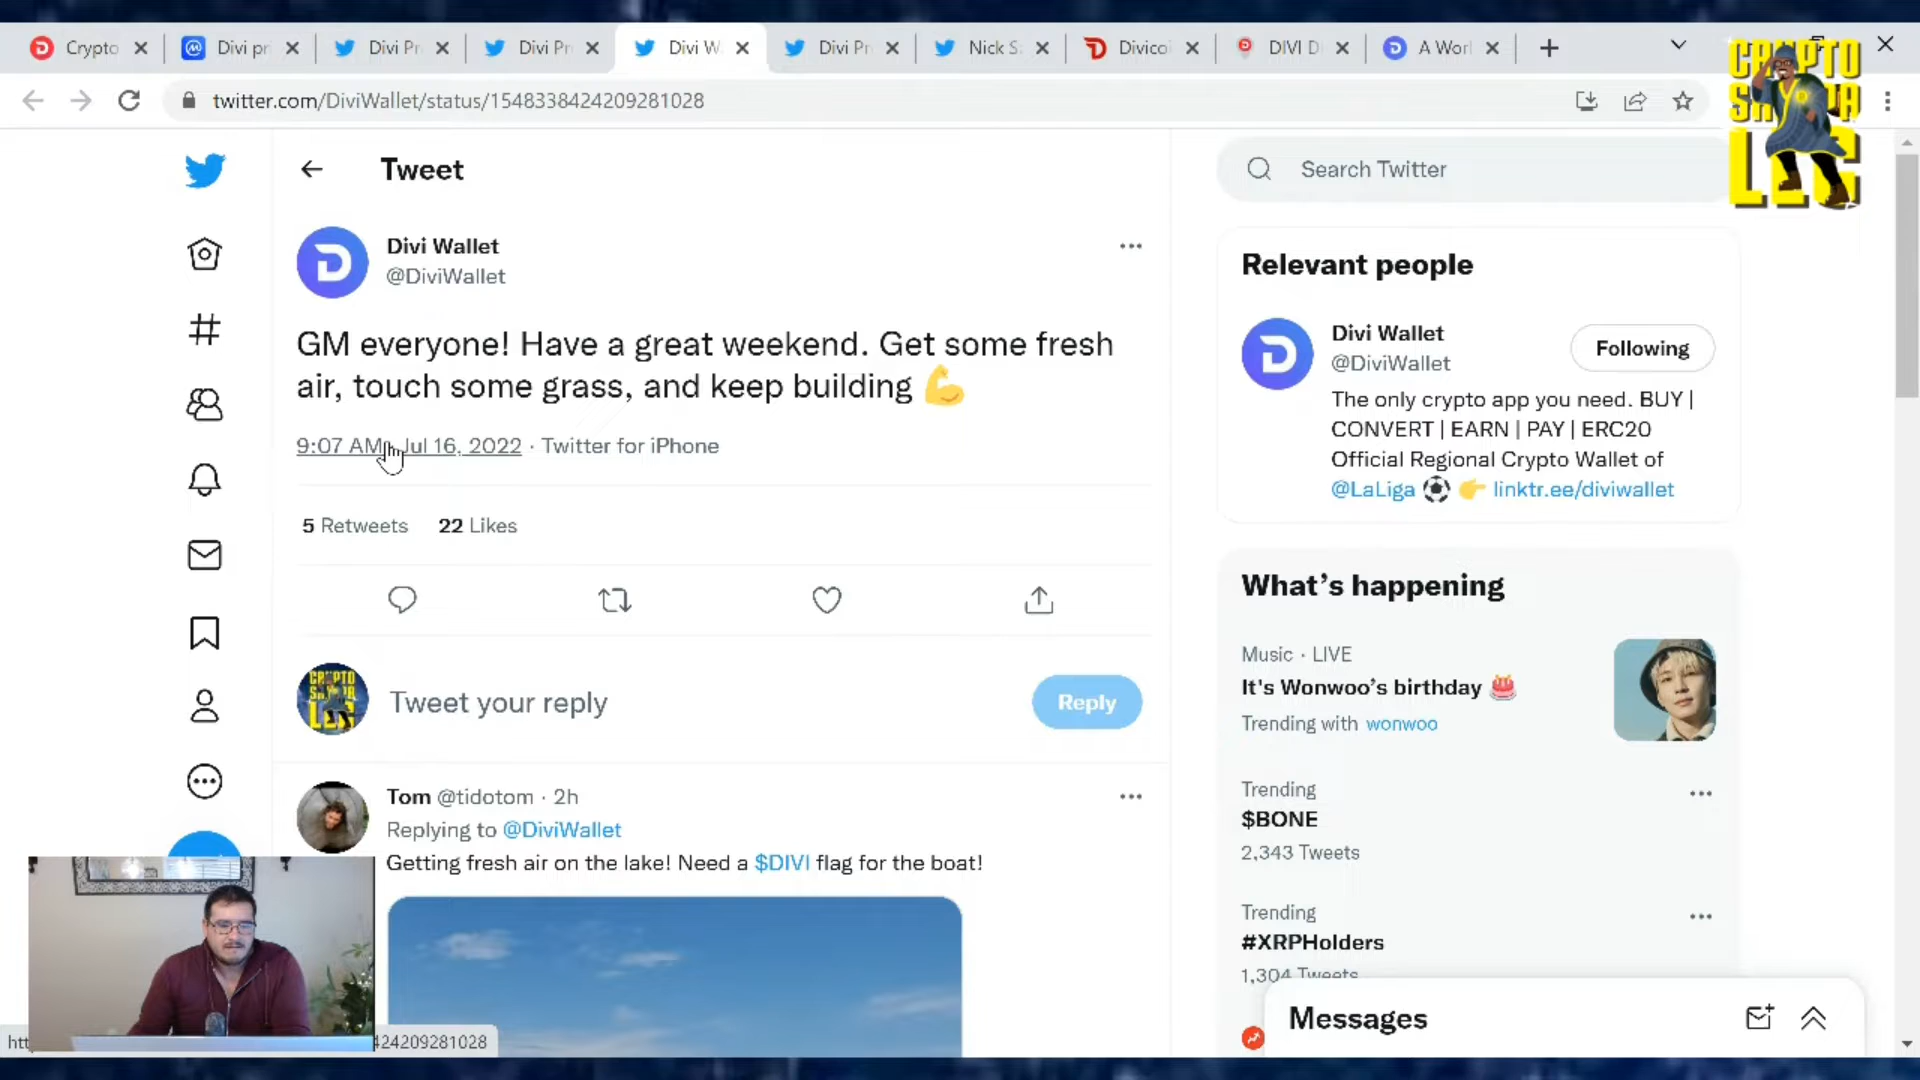 Crypto
Divi pr
Divi Pr
Divi Pr
Divi W
Divi Pr
Nick S
Divicoi
DIVI D
A Worl
twitter.com/DiviWallet/status/1548338424209281028
CRYPTO
LEO
Tweet
Search Twitter
Divi Wallet
@DiviWallet
GM everyone! Have a great weekend. Get some fresh
air, touch some grass, and keep building 💪
9:07 AM Jul 16, 2022 · Twitter for iPhone
5 Retweets 22 Likes
Tweet your reply
Reply
Tom @tidotom · 2h
Replying to @DiviWallet
Getting fresh air on the lake! Need a $DIVI flag for the boat!
Relevant people
Divi Wallet
@DiviWallet
Following
The only crypto app you need. BUY |
CONVERT | EARN | PAY | ERC20
Official Regional Crypto Wallet of
@LaLiga ⚽ 👉 linktr.ee/diviwallet
What's happening
Music · LIVE
It's Wonwoo's birthday 🎂
Trending with wonwoo
Trending
$BONE
2,343 Tweets
Trending
#XRPHolders
1,304 Tweets
Messages
htt
424209281028